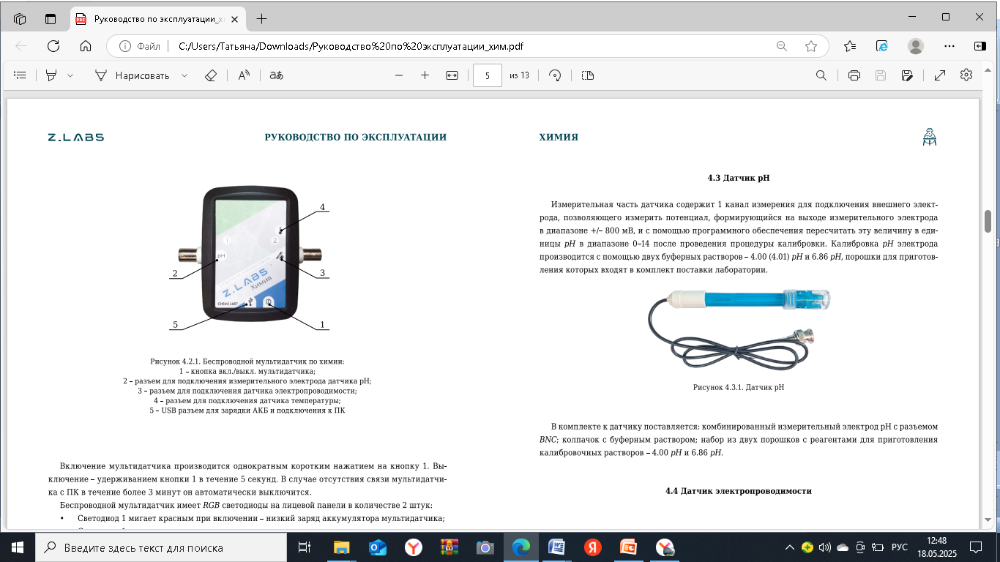 Руководство по эксплуатации_х
Файл
C:/Users/Татьяна/Downloads/Руководство%20по%20эксплуатации_хим.pdf
Нарисовать
5 из 13
Z.LABS
РУКОВОДСТВО ПО ЭКСПЛУАТАЦИИ
4
1
2
pH
2
3
Z.LABS
Химия
5
1
Рисунок 4.2.1. Беспроводной мультидатчик по химии:
1 – кнопка вкл./выкл. мультидатчика;
2 – разъем для подключения измерительного электрода датчика pH;
3 – разъем для подключения датчика электропроводимости;
4 – разъем для подключения датчика температуры;
5 – USB разъем для зарядки АКБ и подключения к ПК
Включение мультидатчика производится однократным коротким нажатием на кнопку 1. Вы-
ключение – удерживанием кнопки 1 в течение 5 секунд. В случае отсутствия связи мультидатчи-
ка с ПК в течение более 3 минут он автоматически выключится.
Беспроводной мультидатчик имеет RGB светодиоды на лицевой панели в количестве 2 штук:
• Светодиод 1 мигает красным при включении – низкий заряд аккумулятора мультидатчика;
ХИМИЯ
4.3 Датчик pH
Измерительная часть датчика содержит 1 канал измерения для подключения внешнего элект-
рода, позволяющего измерить потенциал, формирующийся на выходе измерительного электрода
в диапазоне +/– 800 мВ, и с помощью программного обеспечения пересчитать эту величину в еди-
ницы pH в диапазоне 0–14 после проведения процедуры калибровки. Калибровка pH электрода
производится с помощью двух буферных растворов – 4.00 (4.01) pH и 6.86 pH, порошки для приготов-
ления которых входят в комплект поставки лаборатории.
Рисунок 4.3.1. Датчик pH
В комплекте к датчику поставляется: комбинированный измерительный электрод pH с разъемом
BNC; колпачок с буферным раствором; набор из двух порошков с реагентами для приготовления
калибровочных растворов – 4.00 pH и 6.86 pH.
4.4 Датчик электропроводимости
Введите здесь текст для поиска
РУС
12:48
18.05.2025